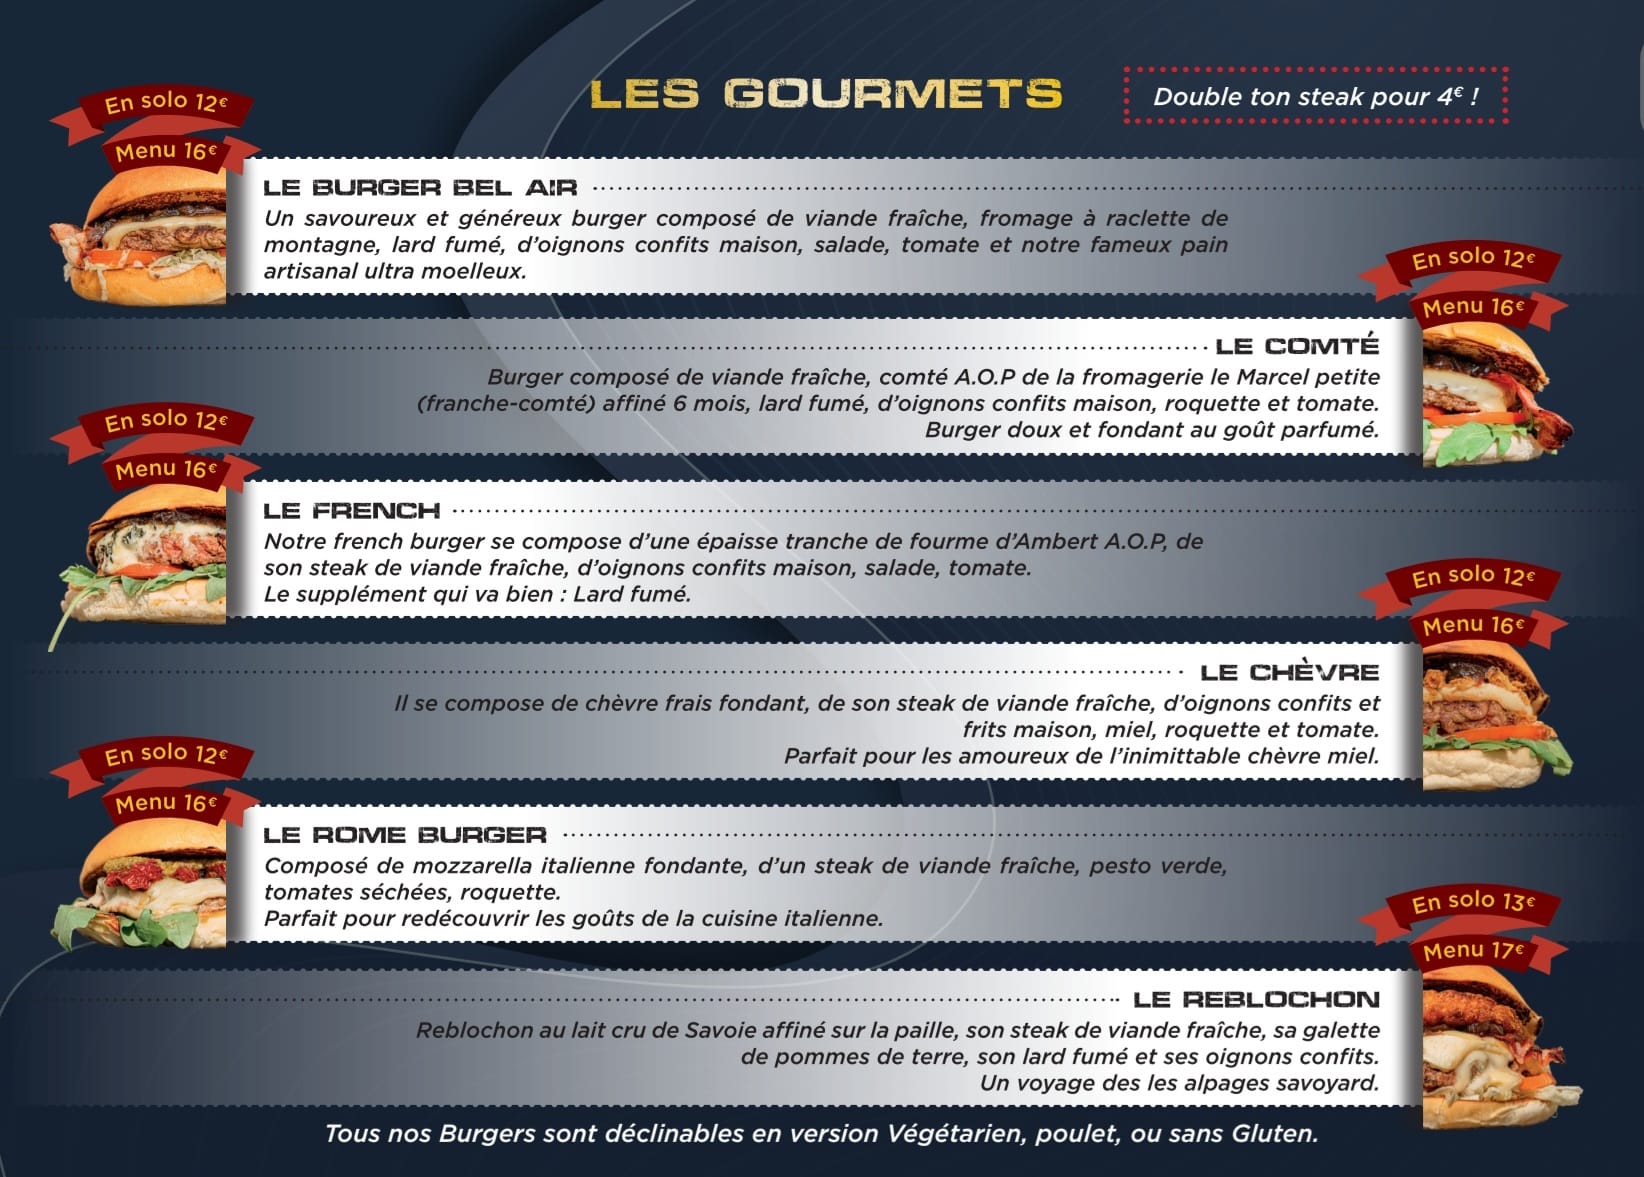 LES GOURMETS
Double ton steak pour 4€ !
En solo 12€
Menu 16€
LE BURGER BEL AIR
Un savoureux et généreux burger composé de viande fraîche, fromage à raclette de
montagne, lard fumé, d'oignons confits maison, salade, tomate et notre fameux pain
artisanal ultra moelleux.
En solo 12€
Menu 16€
LE COMTÉ
Burger composé de viande fraîche, comté A.O.P de la fromagerie le Marcel petite
(franche-comté) affiné 6 mois, lard fumé, d'oignons confits maison, roquette et tomate.
Burger doux et fondant au goût parfumé.
En solo 12€
Menu 16€
LE FRENCH
Notre french burger se compose d'une épaisse tranche de fourme d'Ambert A.O.P, de
son steak de viande fraîche, d'oignons confits maison, salade, tomate.
Le supplément qui va bien : Lard fumé.
En solo 12€
Menu 16€
LE CHÈVRE
Il se compose de chèvre frais fondant, de son steak de viande fraîche, d'oignons confits et
frits maison, miel, roquette et tomate.
Parfait pour les amoureux de l'inimittable chèvre miel.
En solo 12€
Menu 16€
LE ROME BURGER
Composé de mozzarella italienne fondante, d'un steak de viande fraîche, pesto verde,
tomates séchées, roquette.
Parfait pour redécouvrir les goûts de la cuisine italienne.
En solo 13€
Menu 17€
LE REBLOCHON
Reblochon au lait cru de Savoie affiné sur la paille, son steak de viande fraîche, sa galette
de pommes de terre, son lard fumé et ses oignons confits.
Un voyage des les alpages savoyard.
Tous nos Burgers sont déclinables en version Végétarien, poulet, ou sans Gluten.